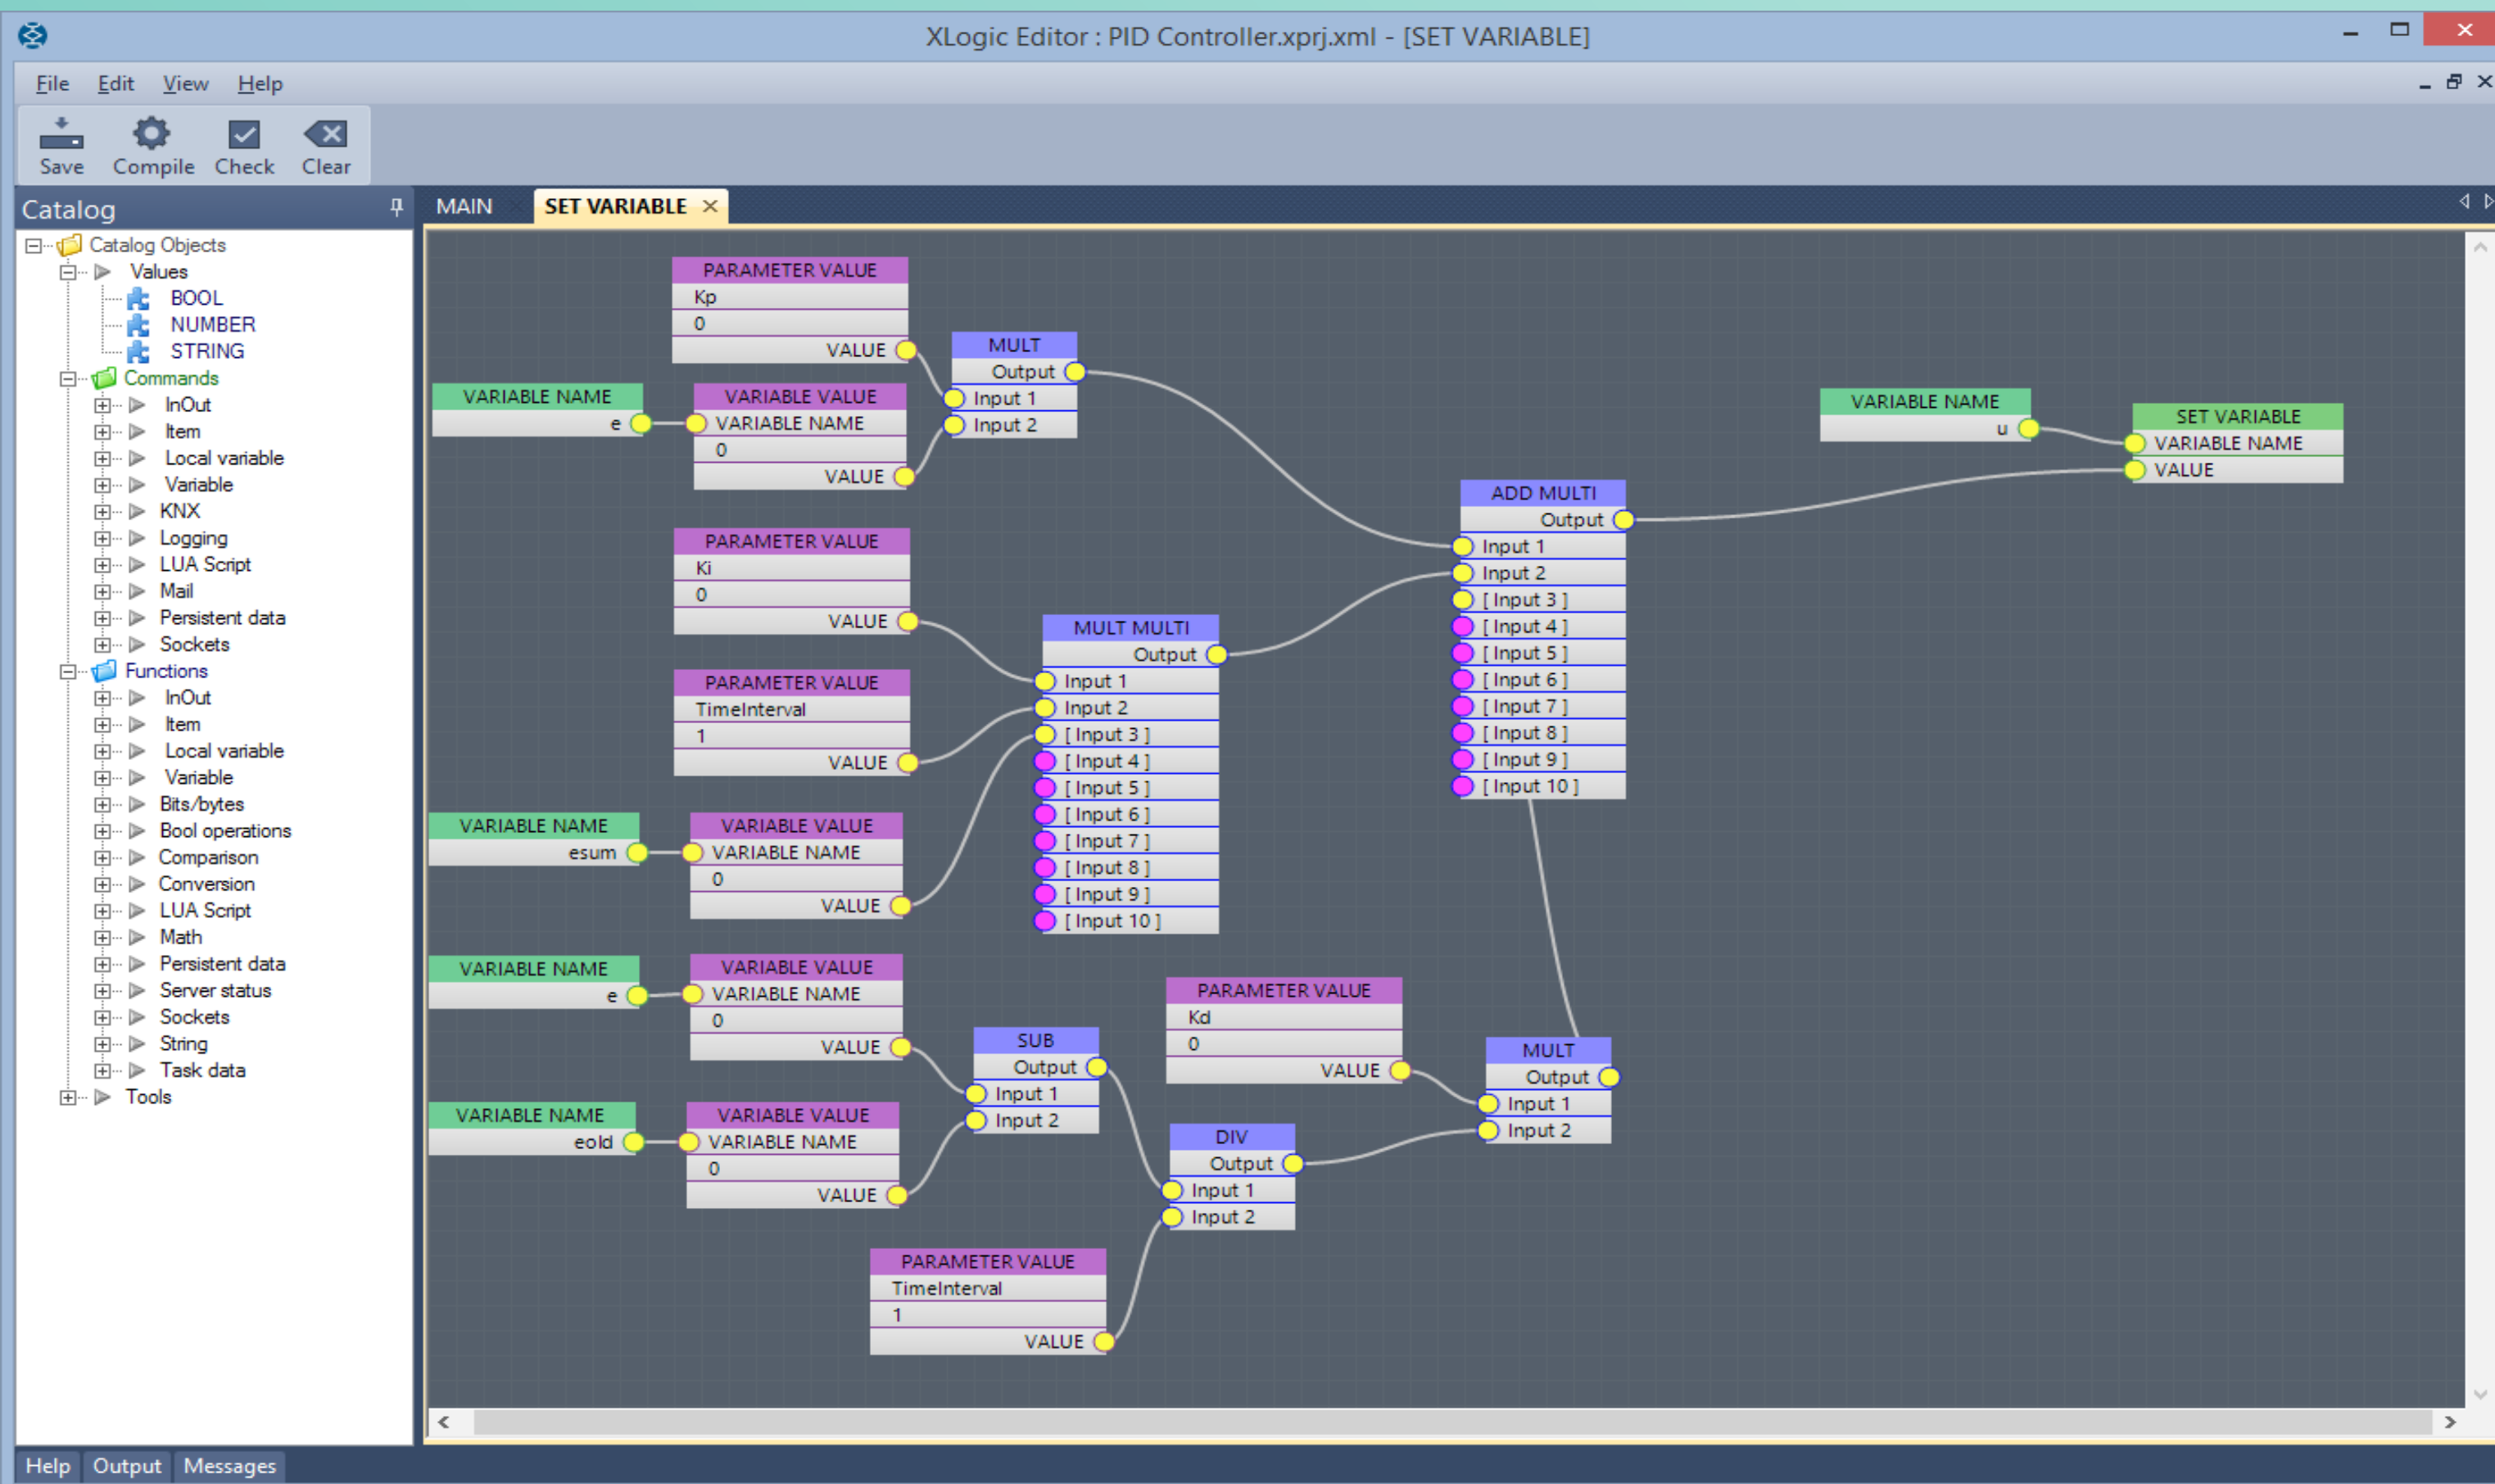 XLogic Editor : PID Controller.xprj.xml - [SET VARIABLE]
File Edit View Help
Save Compile Check Clear
Catalog
Catalog Objects
Values
BOOL
NUMBER
STRING
Commands
InOut
Item
Local variable
Variable
KNX
Logging
LUA Script
Mail
Persistent data
Sockets
Functions
InOut
Item
Local variable
Variable
Bits/bytes
Bool operations
Comparison
Conversion
LUA Script
Math
Persistent data
Server status
Sockets
String
Task data
Tools
MAIN SET VARIABLE
PARAMETER VALUE
Kp
0
VALUE
VARIABLE NAME
e
VARIABLE VALUE
VARIABLE NAME
0
VALUE
MULT
Output
Input 1
Input 2
PARAMETER VALUE
Ki
0
VALUE
PARAMETER VALUE
TimeInterval
1
VALUE
VARIABLE NAME
esum
VARIABLE VALUE
VARIABLE NAME
0
VALUE
MULT MULTI
Output
Input 1
Input 2
[ Input 3 ]
[ Input 4 ]
[ Input 5 ]
[ Input 6 ]
[ Input 7 ]
[ Input 8 ]
[ Input 9 ]
[ Input 10 ]
VARIABLE NAME
e
VARIABLE VALUE
VARIABLE NAME
0
VALUE
VARIABLE NAME
eold
VARIABLE VALUE
VARIABLE NAME
0
VALUE
SUB
Output
Input 1
Input 2
PARAMETER VALUE
TimeInterval
1
VALUE
DIV
Output
Input 1
Input 2
PARAMETER VALUE
Kd
0
VALUE
MULT
Output
Input 1
Input 2
ADD MULTI
Output
Input 1
Input 2
[ Input 3 ]
[ Input 4 ]
[ Input 5 ]
[ Input 6 ]
[ Input 7 ]
[ Input 8 ]
[ Input 9 ]
[ Input 10 ]
VARIABLE NAME
u
SET VARIABLE
VARIABLE NAME
VALUE
Help Output Messages